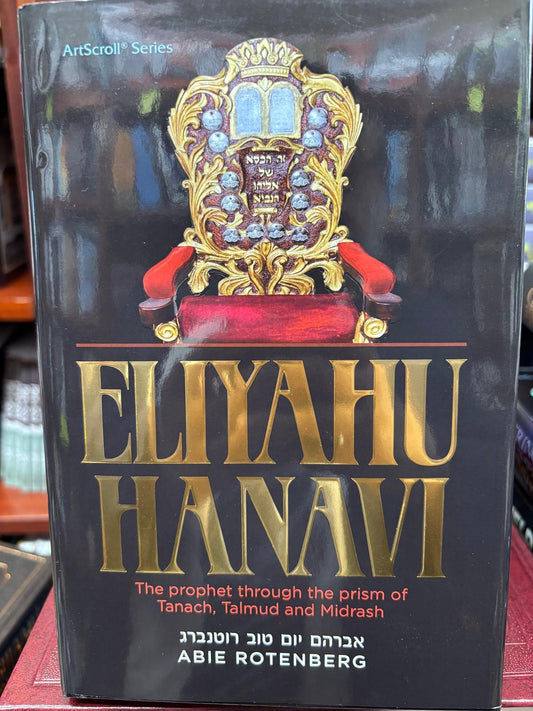 ArtScroll® Series
זה הכסא
של
אליהו
הנביא
ELIYAHU
HANAVI
The prophet through the prism of
Tanach, Talmud and Midrash
אברהם יום טוב רוטנברג
ABIE ROTENBERG